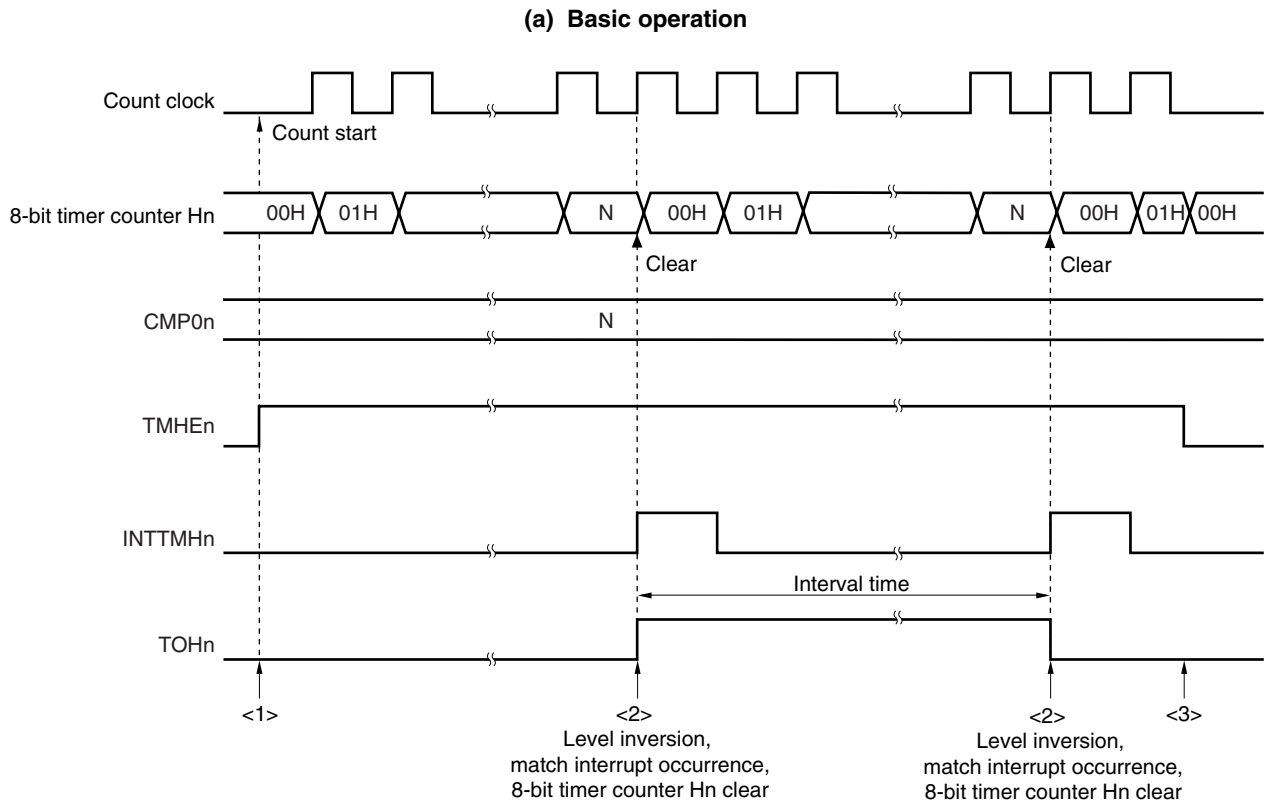 (a) Basic operation
Count clock
Count start
8-bit timer counter Hn
00H 01H N 00H 01H N 00H 01H 00H
Clear Clear
CMP0n N
TMHEn
INTTMHn
Interval time
TOHn
<1> <2> <2> <3>
Level inversion,
match interrupt occurrence,
8-bit timer counter Hn clear
Level inversion,
match interrupt occurrence,
8-bit timer counter Hn clear